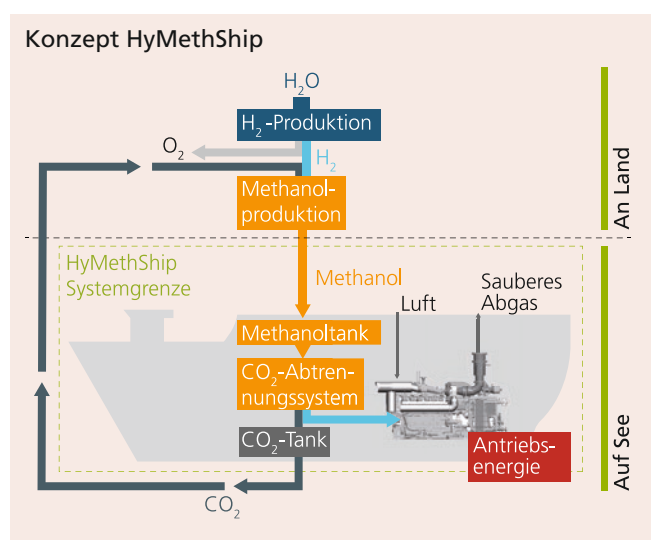 Konzept HyMethShip
H₂O
H₂-Produktion
O₂
H₂
Methanol-
produktion
An Land
HyMethShip
Systemgrenze
Methanol
Luft
Sauberes
Abgas
Metholtank
CO₂-Abtren-
nungssystem
CO₂-Tank
Antriebs-
energie
Auf See
CO₂